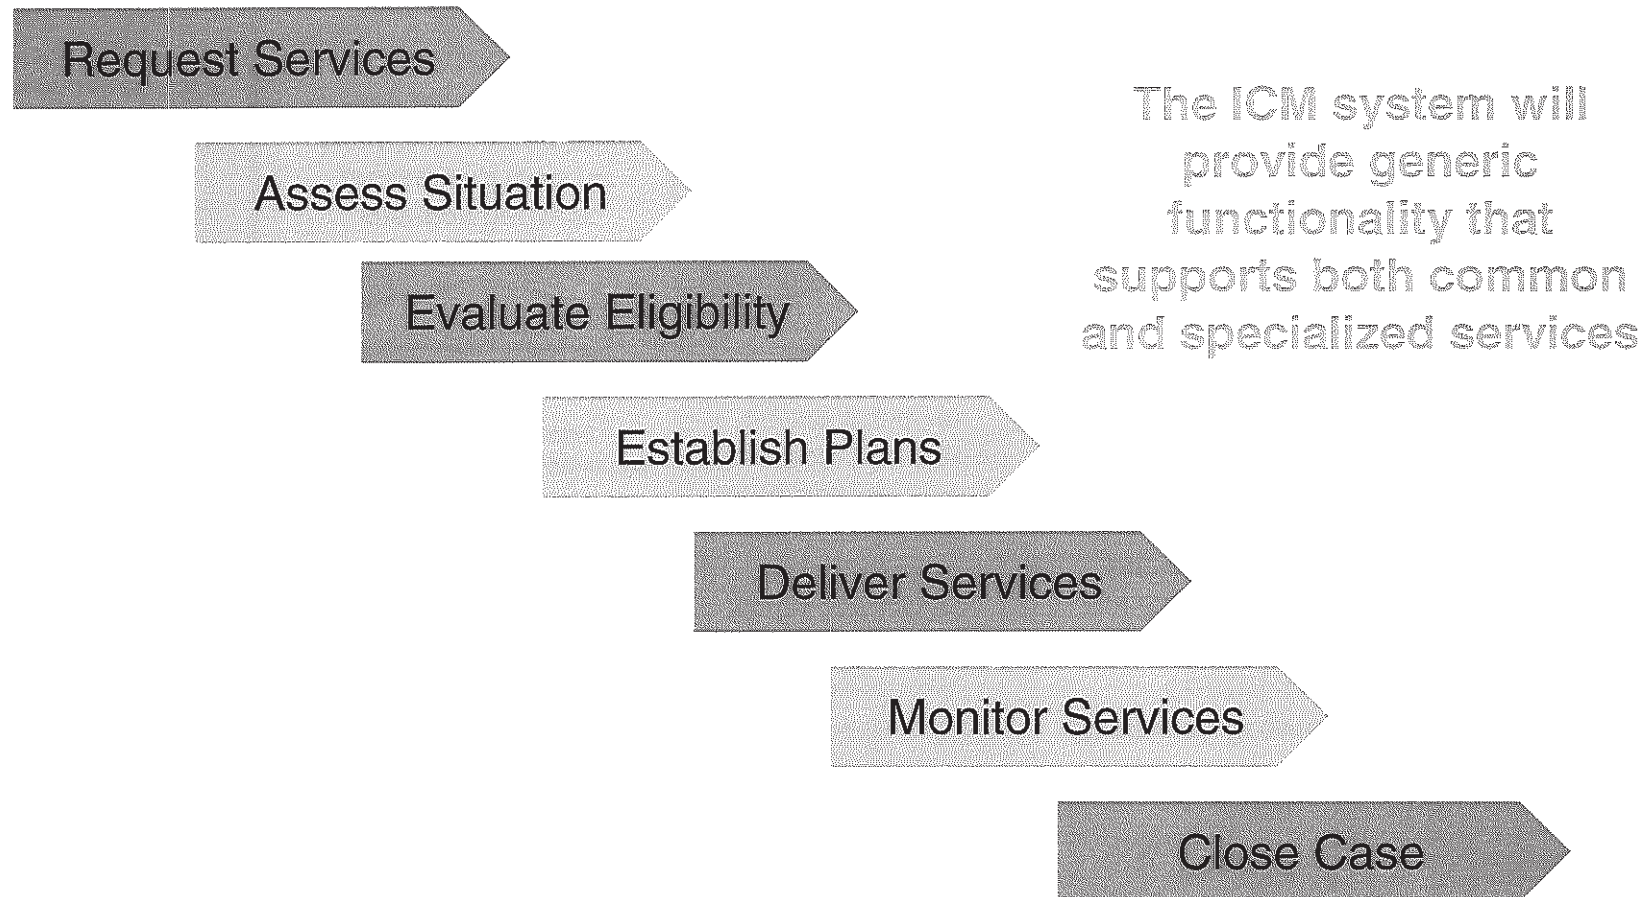 Request Services
Assess Situation
Evaluate Eligibility
Establish Plans
Deliver Services
Monitor Services
Close Case
The ICM system will
provide generic
functionality that
supports both common
and specialized services